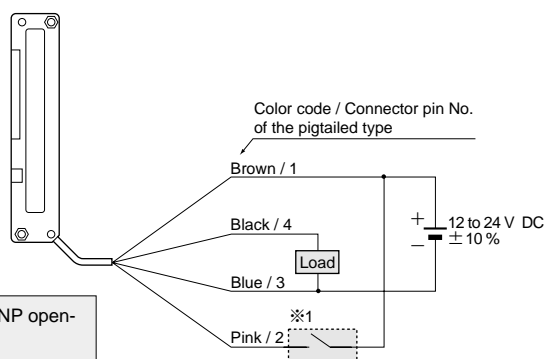 Color code / Connector pin No.
of the pigtailed type
Brown / 1
Black / 4
Load
Blue / 3
Pink / 2
※1
+
−
12 to 24 V DC
±10 %
NP open-